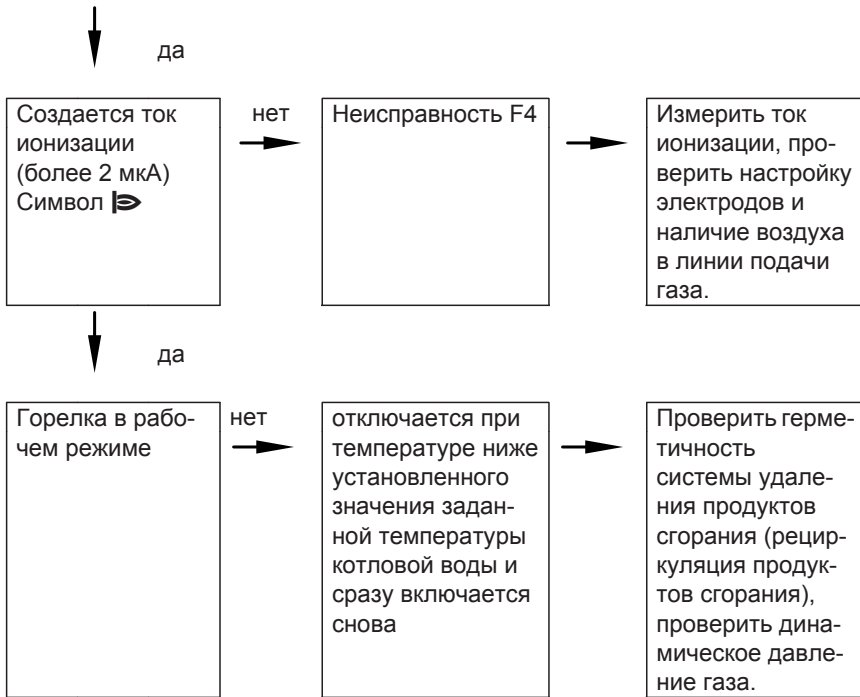 да
Создается ток
ионизации
(более 2 мкА)
Символ
нет
Неисправность F4
Измерить ток
ионизации, про-
верить настройку
электродов и
наличие воздуха
в линии подачи
газа.
да
Горелка в рабо-
чем режиме
нет
отключается при
температуре ниже
установленного
значения задан-
ной температуры
котловой воды и
сразу включается
снова
Проверить герме-
тичность
системы удале-
ния продуктов
сгорания (рецир-
куляция продук-
тов сгорания),
проверить дина-
мическое давле-
ние газа.